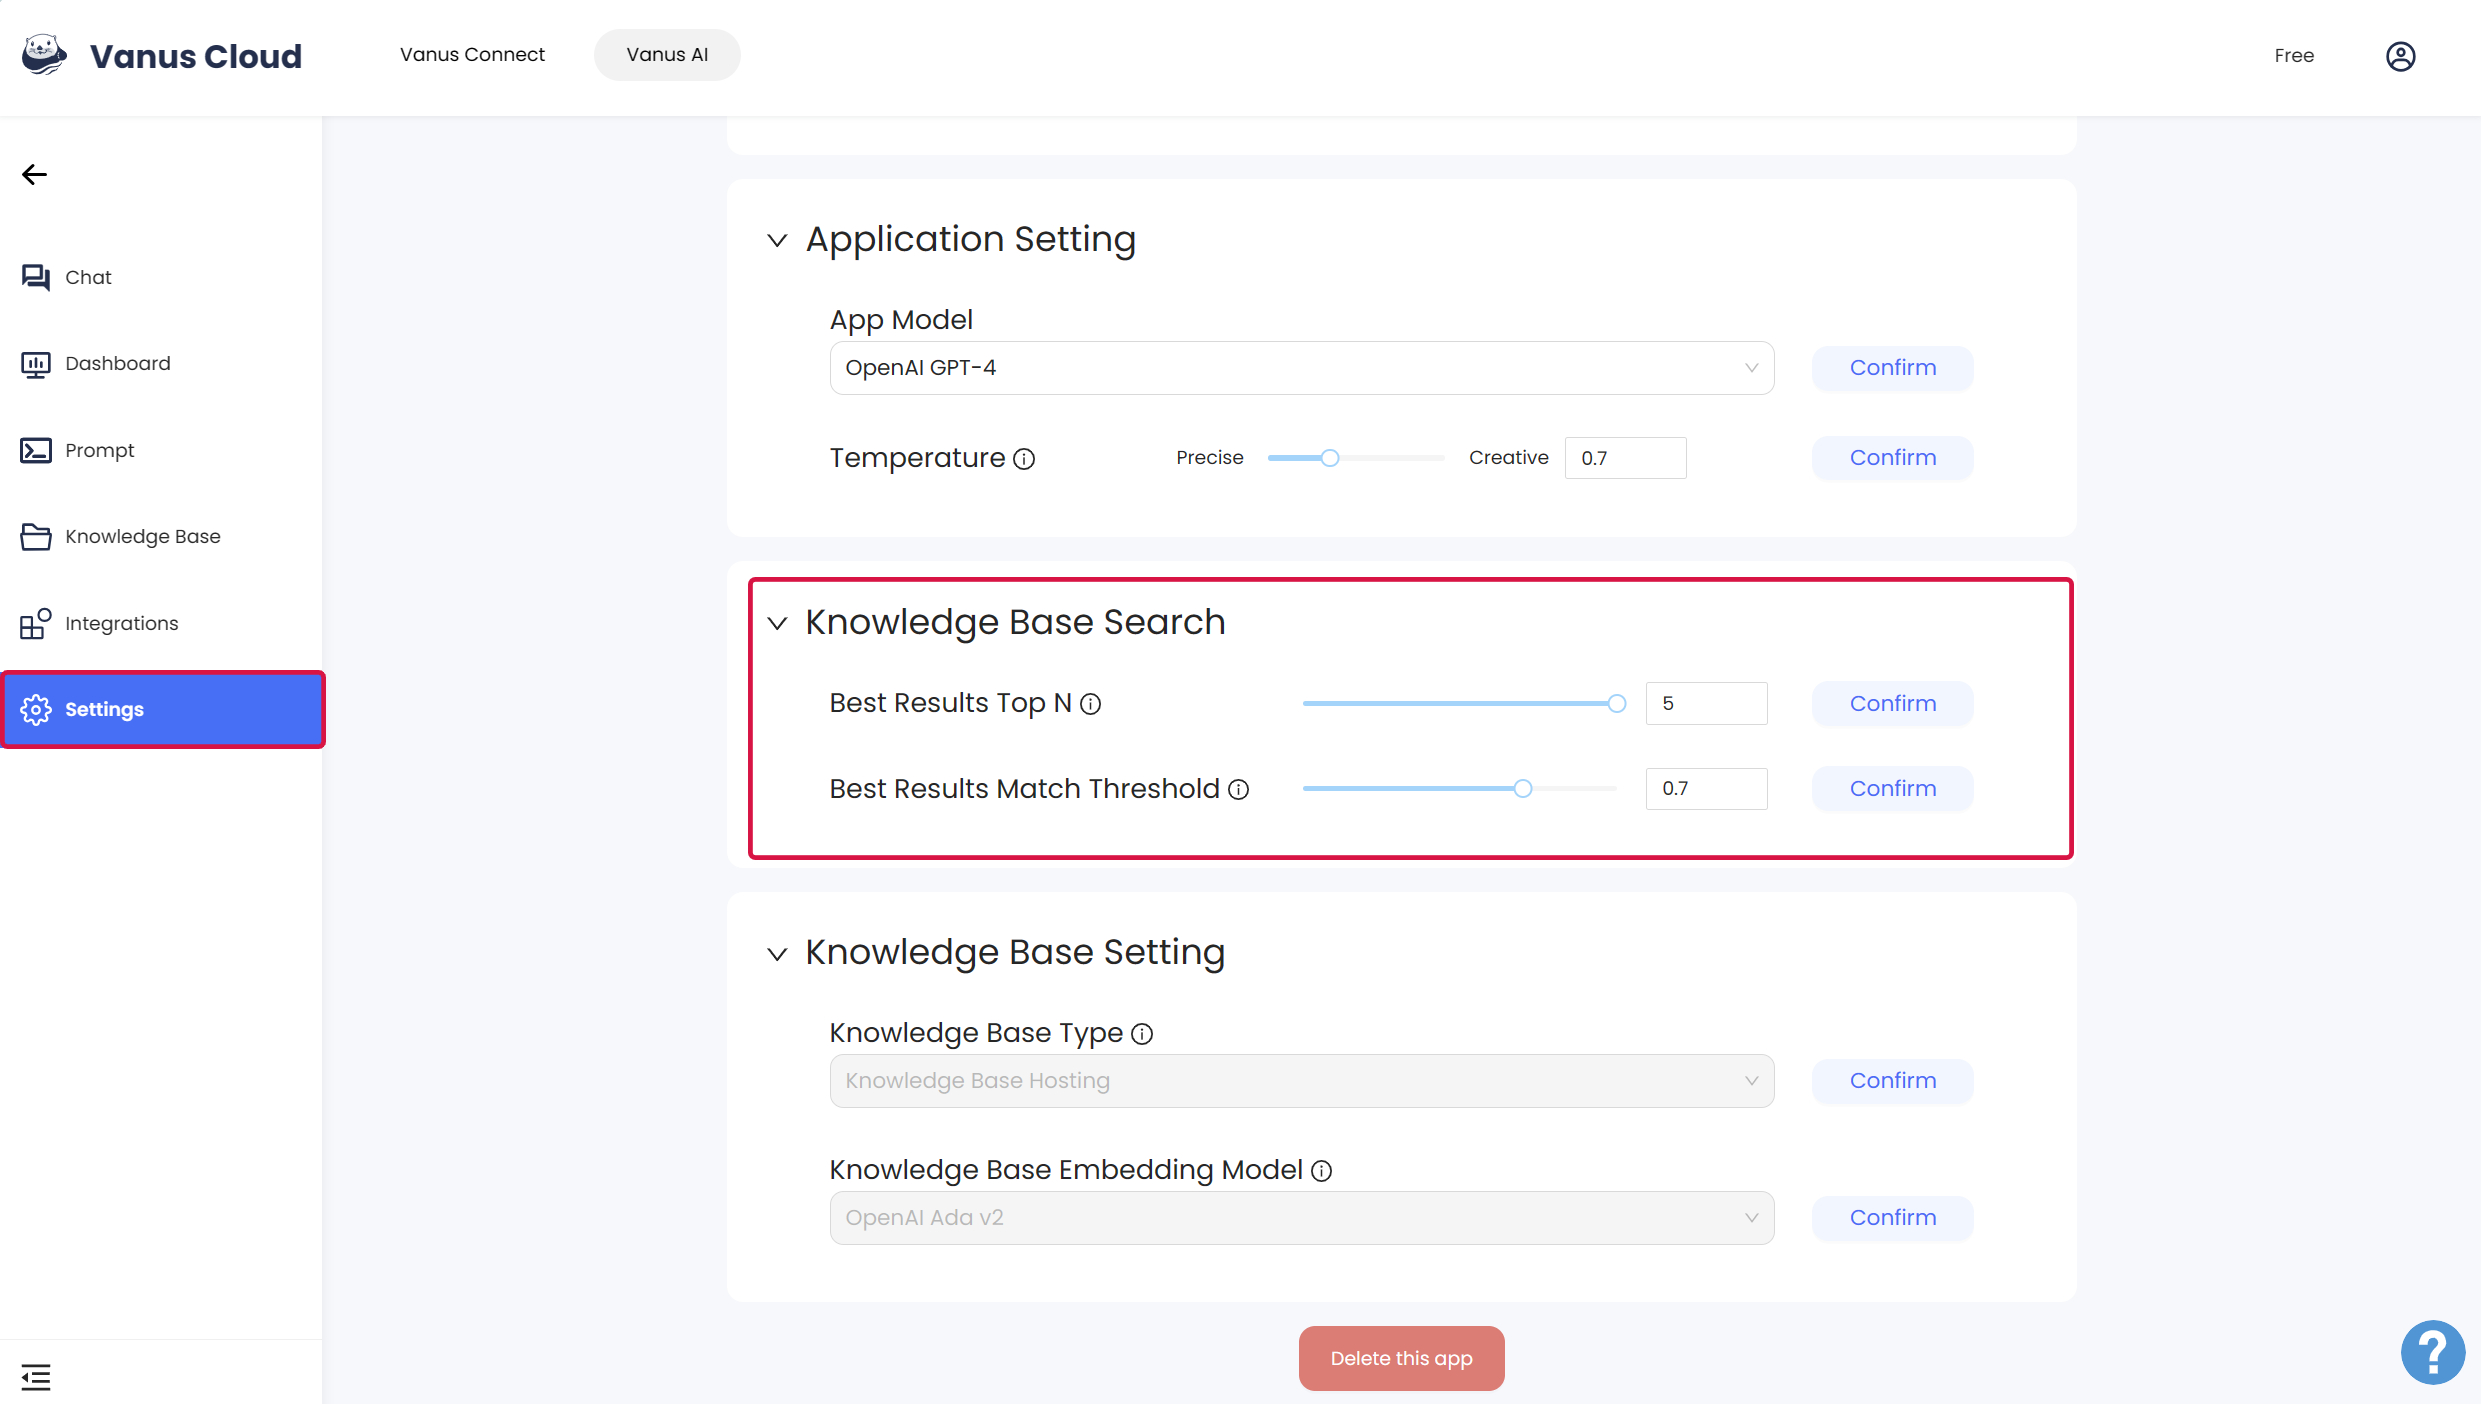 Vanus Cloud
Vanus Connect
Vanus AI
Free
Chat
Dashboard
Prompt
Knowledge Base
Integrations
Settings
Application Setting
App Model
OpenAI GPT-4
Confirm
Temperature
Precise
Creative
0.7
Confirm
Knowledge Base Search
Best Results Top N
5
Confirm
Best Results Match Threshold
0.7
Confirm
Knowledge Base Setting
Knowledge Base Type
Knowledge Base Hosting
Confirm
Knowledge Base Embedding Model
OpenAI Ada v2
Confirm
Delete this app
?